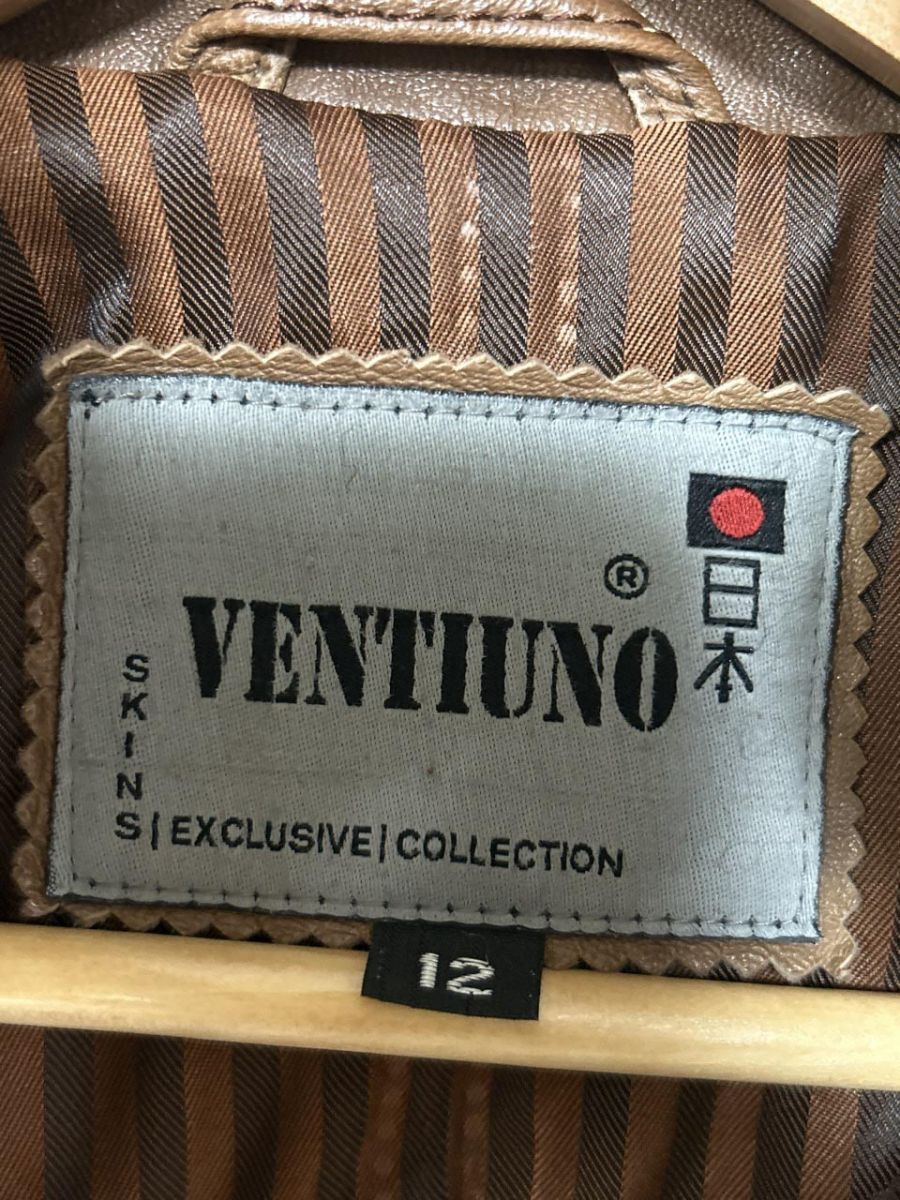 ®
日本
VENTIUNO
SKINS | EXCLUSIVE | COLLECTION
12